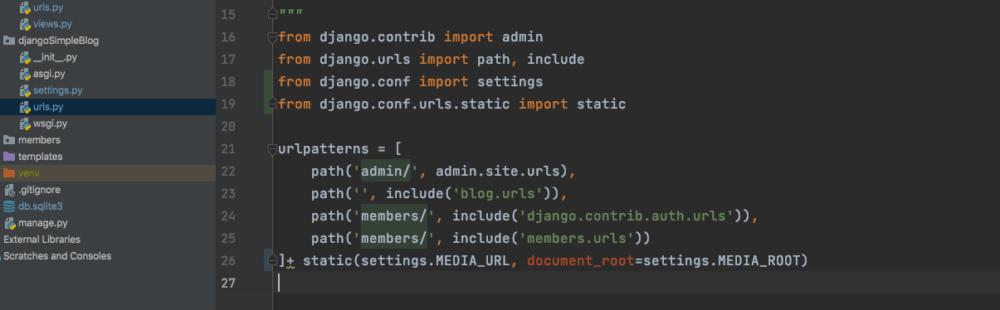 urls.py
views.py
djangoSimpleBlog
__init__.py
asgi.py
settings.py
urls.py
wsgi.py
members
templates
venv
.gitignore
db.sqlite3
manage.py
External Libraries
Scratches and Consoles
15 """
16 from django.contrib import admin
17 from django.urls import path, include
18 from django.conf import settings
19 from django.conf.urls.static import static
20
21 urlpatterns = [
22     path('admin/', admin.site.urls),
23     path('', include('blog.urls')),
24     path('members/', include('django.contrib.auth.urls')),
25     path('members/', include('members.urls'))
26 ]+ static(settings.MEDIA_URL, document_root=settings.MEDIA_ROOT)
27